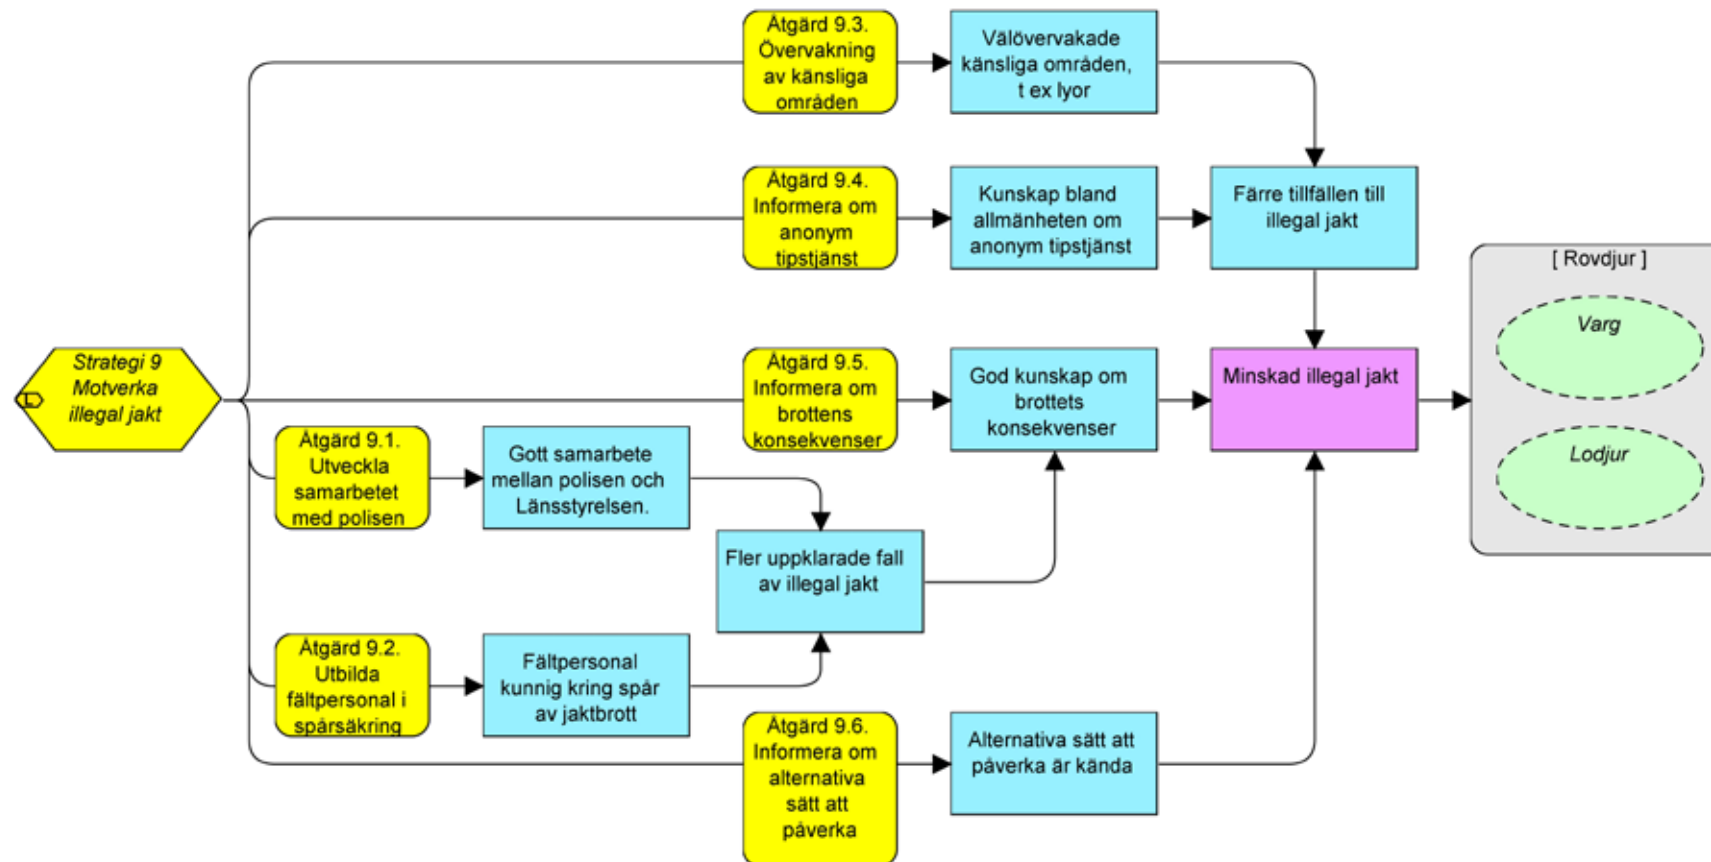 Åtgärd 9.3.
Övervakning
av känsliga
områden
Välövervakade
känsliga områden,
t ex lyor
Åtgärd 9.4.
Informera om
anonym
tipstjänst
Kunskap bland
allmänheten om
anonym tipstjänst
Färre tillfällen till
illegal jakt
[ Rovdjur ]
Varg
Lodjur
Strategi 9
Motverka
illegal jakt
Åtgärd 9.5.
Informera om
brottens
konsekvenser
God kunskap om
brottets
konsekvenser
Minskad illegal jakt
Åtgärd 9.1.
Utveckla
samarbetet
med polisen
Gott samarbete
mellan polisen och
Länsstyrelsen.
Fler uppklarade fall
av illegal jakt
Åtgärd 9.2.
Utbilda
fältpersonal i
spårsäkring
Fältpersonal
kunnig kring spår
av jaktbrott
Åtgärd 9.6.
Informera om
alternativa
sätt att
påverka
Alternativa sätt att
påverka är kända